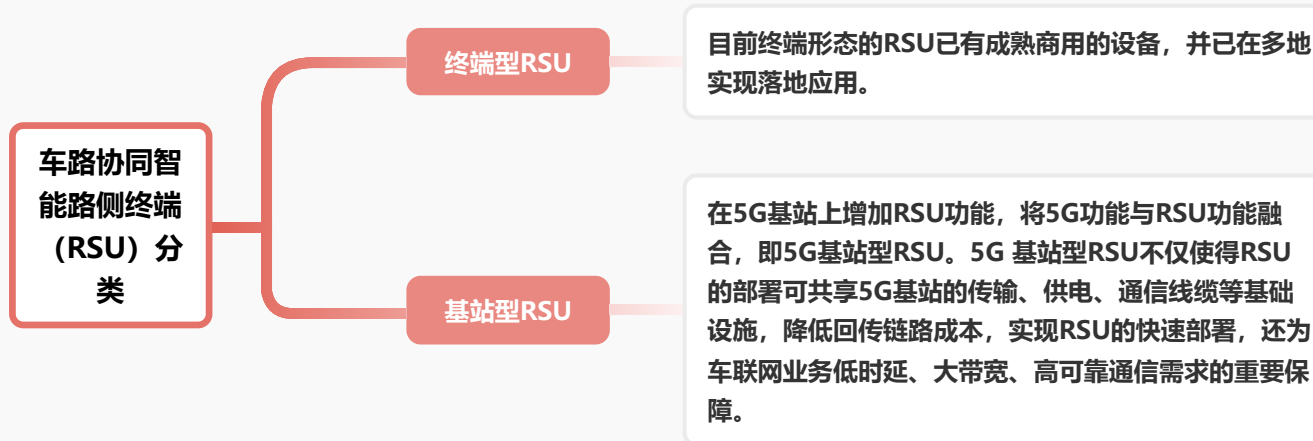 终端型RSU
目前终端形态的RSU已有成熟商用的设备，并已在多地
实现落地应用。
车路协同智
能路侧终端
（RSU）分
类
基站型RSU
在5G基站上增加RSU功能，将5G功能与RSU功能融
合，即5G基站型RSU。5G 基站型RSU不仅使得RSU
的部署可共享5G基站的传输、供电、通信线缆等基础
设施，降低回传链路成本，实现RSU的快速部署，还为
车联网业务低时延、大带宽、高可靠通信需求的重要保
障。